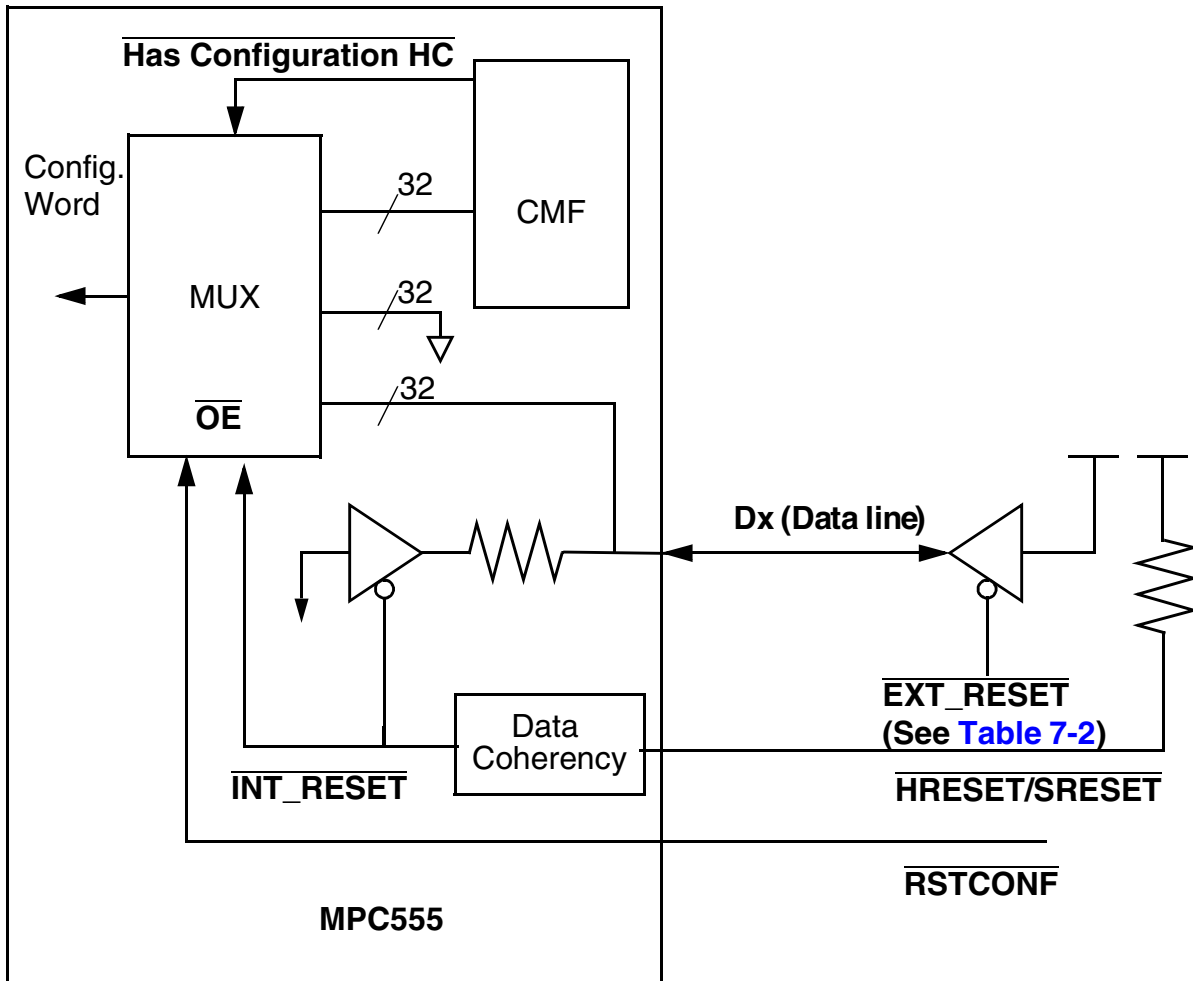 Has Configuration HC
Config.
Word
32
CMF
MUX
32
32
OE
Dx (Data line)
EXT_RESET
(See Table 7-2)
Data
Coherency
INT_RESET
HRESET/SRESET
RSTCONF
MPC555